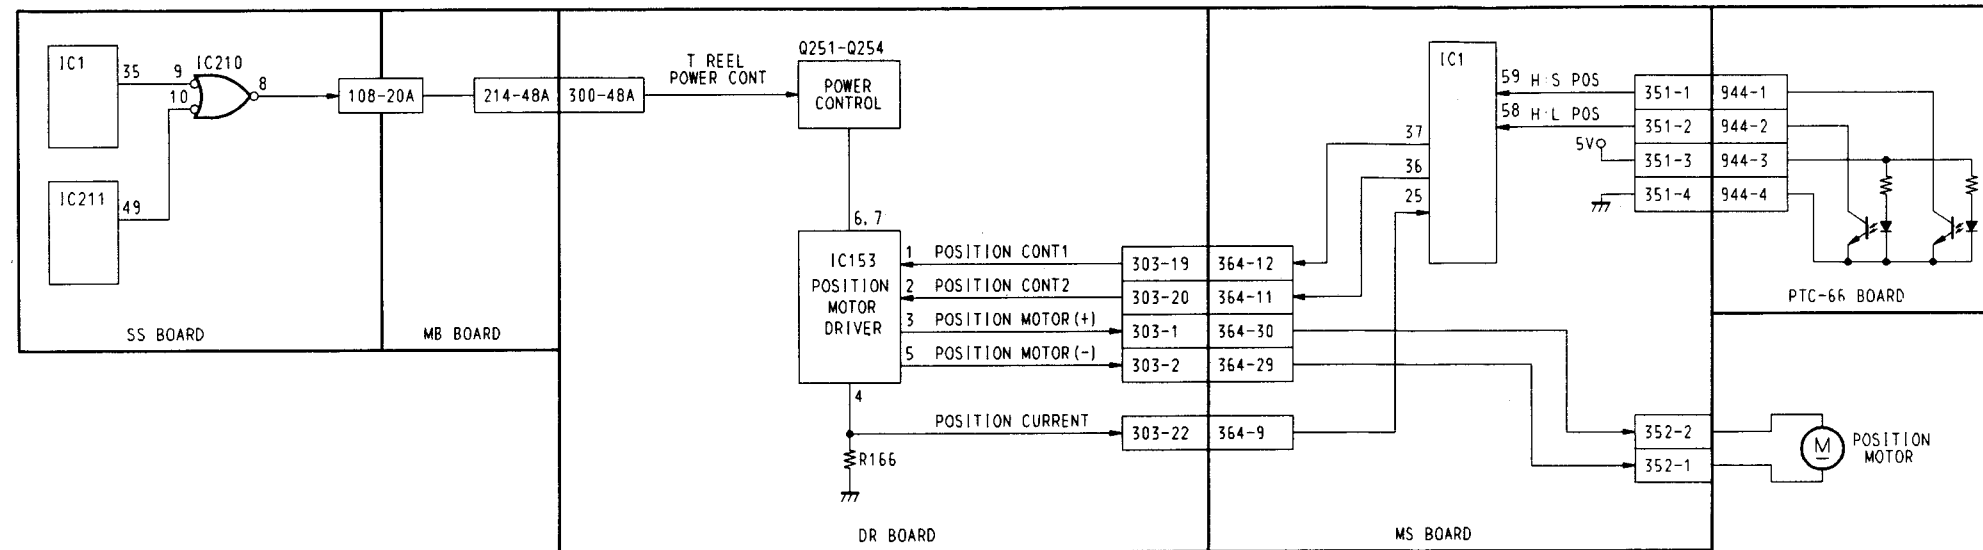 IC1
35
9
10
IC210
8
IC211
49
SS BOARD
108-20A
MB BOARD
214-48A
300-48A
T REEL
POWER CONT
Q251-Q254
POWER
CONTROL
6, 7
IC153
POSITION
MOTOR
DRIVER
1 POSITION CONT1
2 POSITION CONT2
3 POSITION MOTOR(+)
5 POSITION MOTOR(-)
4
POSITION CURRENT
R166
DR BOARD
303-19
364-12
303-20
364-11
303-1
364-30
303-2
364-29
303-22
364-9
IC1
37
36
25
59 H:S POS
58 H:L POS
5V
351-1
944-1
351-2
944-2
351-3
944-3
351-4
944-4
PTC-66 BOARD
352-2
352-1
M
POSITION
MOTOR
MS BOARD